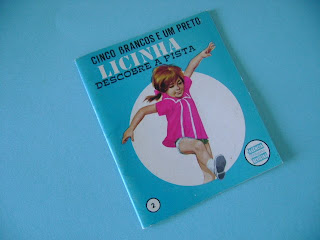 CINCO BRANCOS E UM PRETO
LICINHA
DESCOBRE A PISTA
2